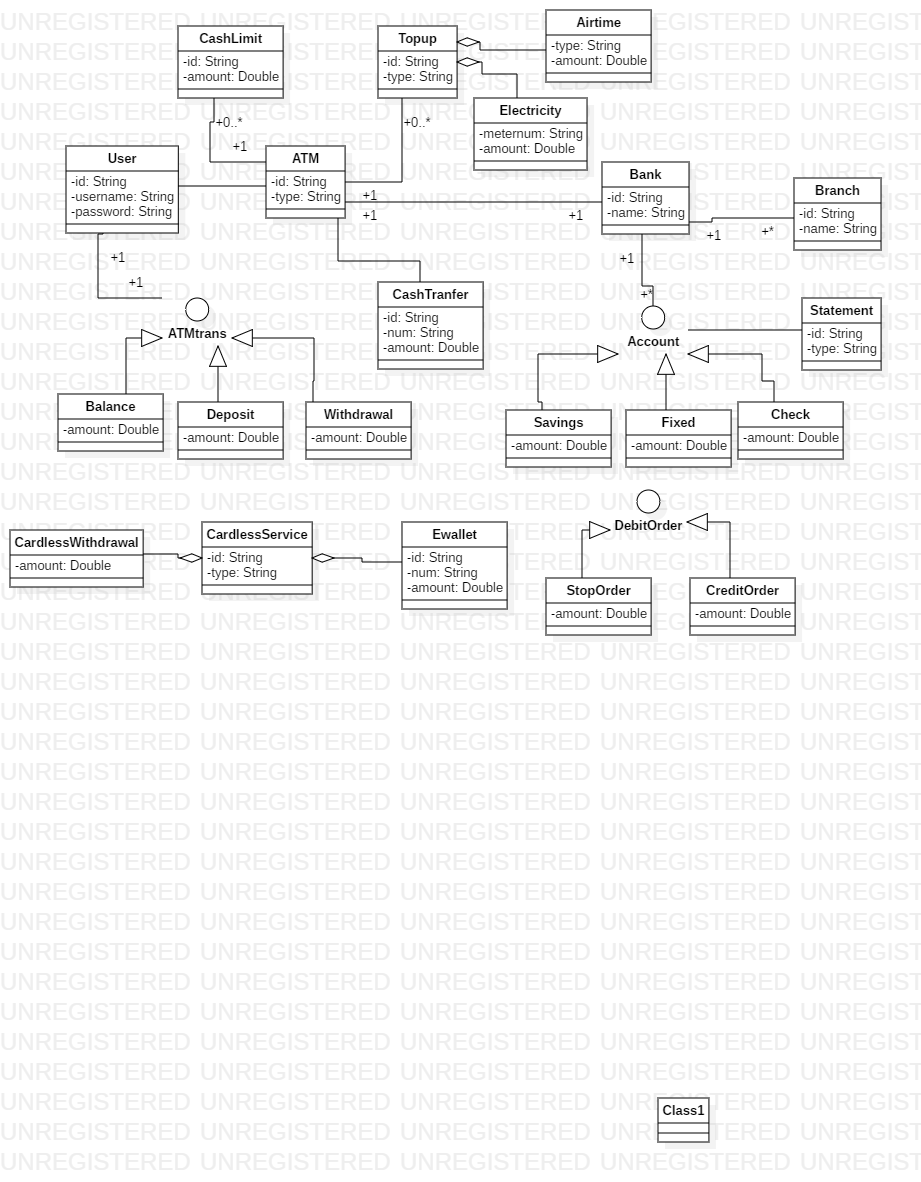 CashLimit
-id: String
-amount: Double
Topup
-id: String
-type: String
Airtime
-type: String
-amount: Double
Electricity
-meternum: String
-amount: Double
+0..*
+1
+0..*
User
-id: String
-username: String
-password: String
ATM
-id: String
-type: String
+1
+1
+1
Bank
-id: String
-name: String
Branch
-id: String
-name: String
+1
+*
+1
+1
+1
+*
CashTranfer
-id: String
-num: String
-amount: Double
ATMtrans
Account
Statement
-id: String
-type: String
Balance
-amount: Double
Deposit
-amount: Double
Withdrawal
-amount: Double
Savings
-amount: Double
Fixed
-amount: Double
Check
-amount: Double
DebitOrder
CardlessWithdrawal
-amount: Double
CardlessService
-id: String
-type: String
Ewallet
-id: String
-num: String
-amount: Double
StopOrder
-amount: Double
CreditOrder
-amount: Double
Class1
UNREGISTERED